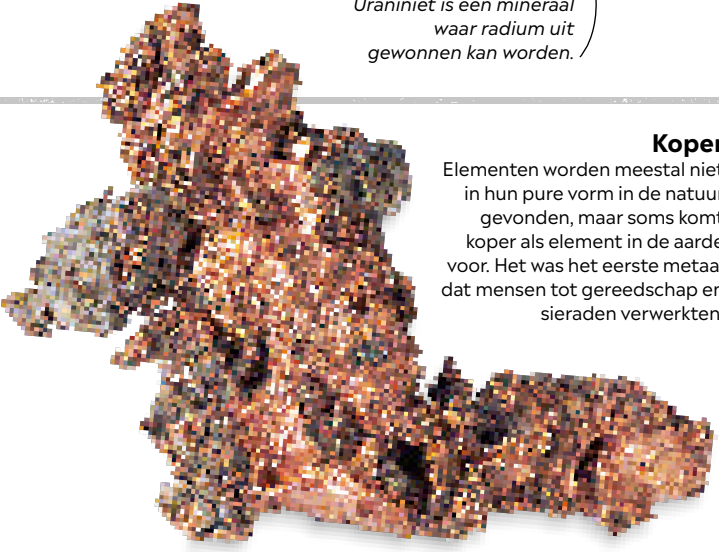 Uraniniet is een mineraal
waar radium uit
gewonnen kan worden.
Koper
Elementen worden meestal niet
in hun pure vorm in de natuur
gevonden, maar soms komt
koper als element in de aarde
voor. Het was het eerste metaa
dat mensen tot gereedschap en
sieraden verwerkten